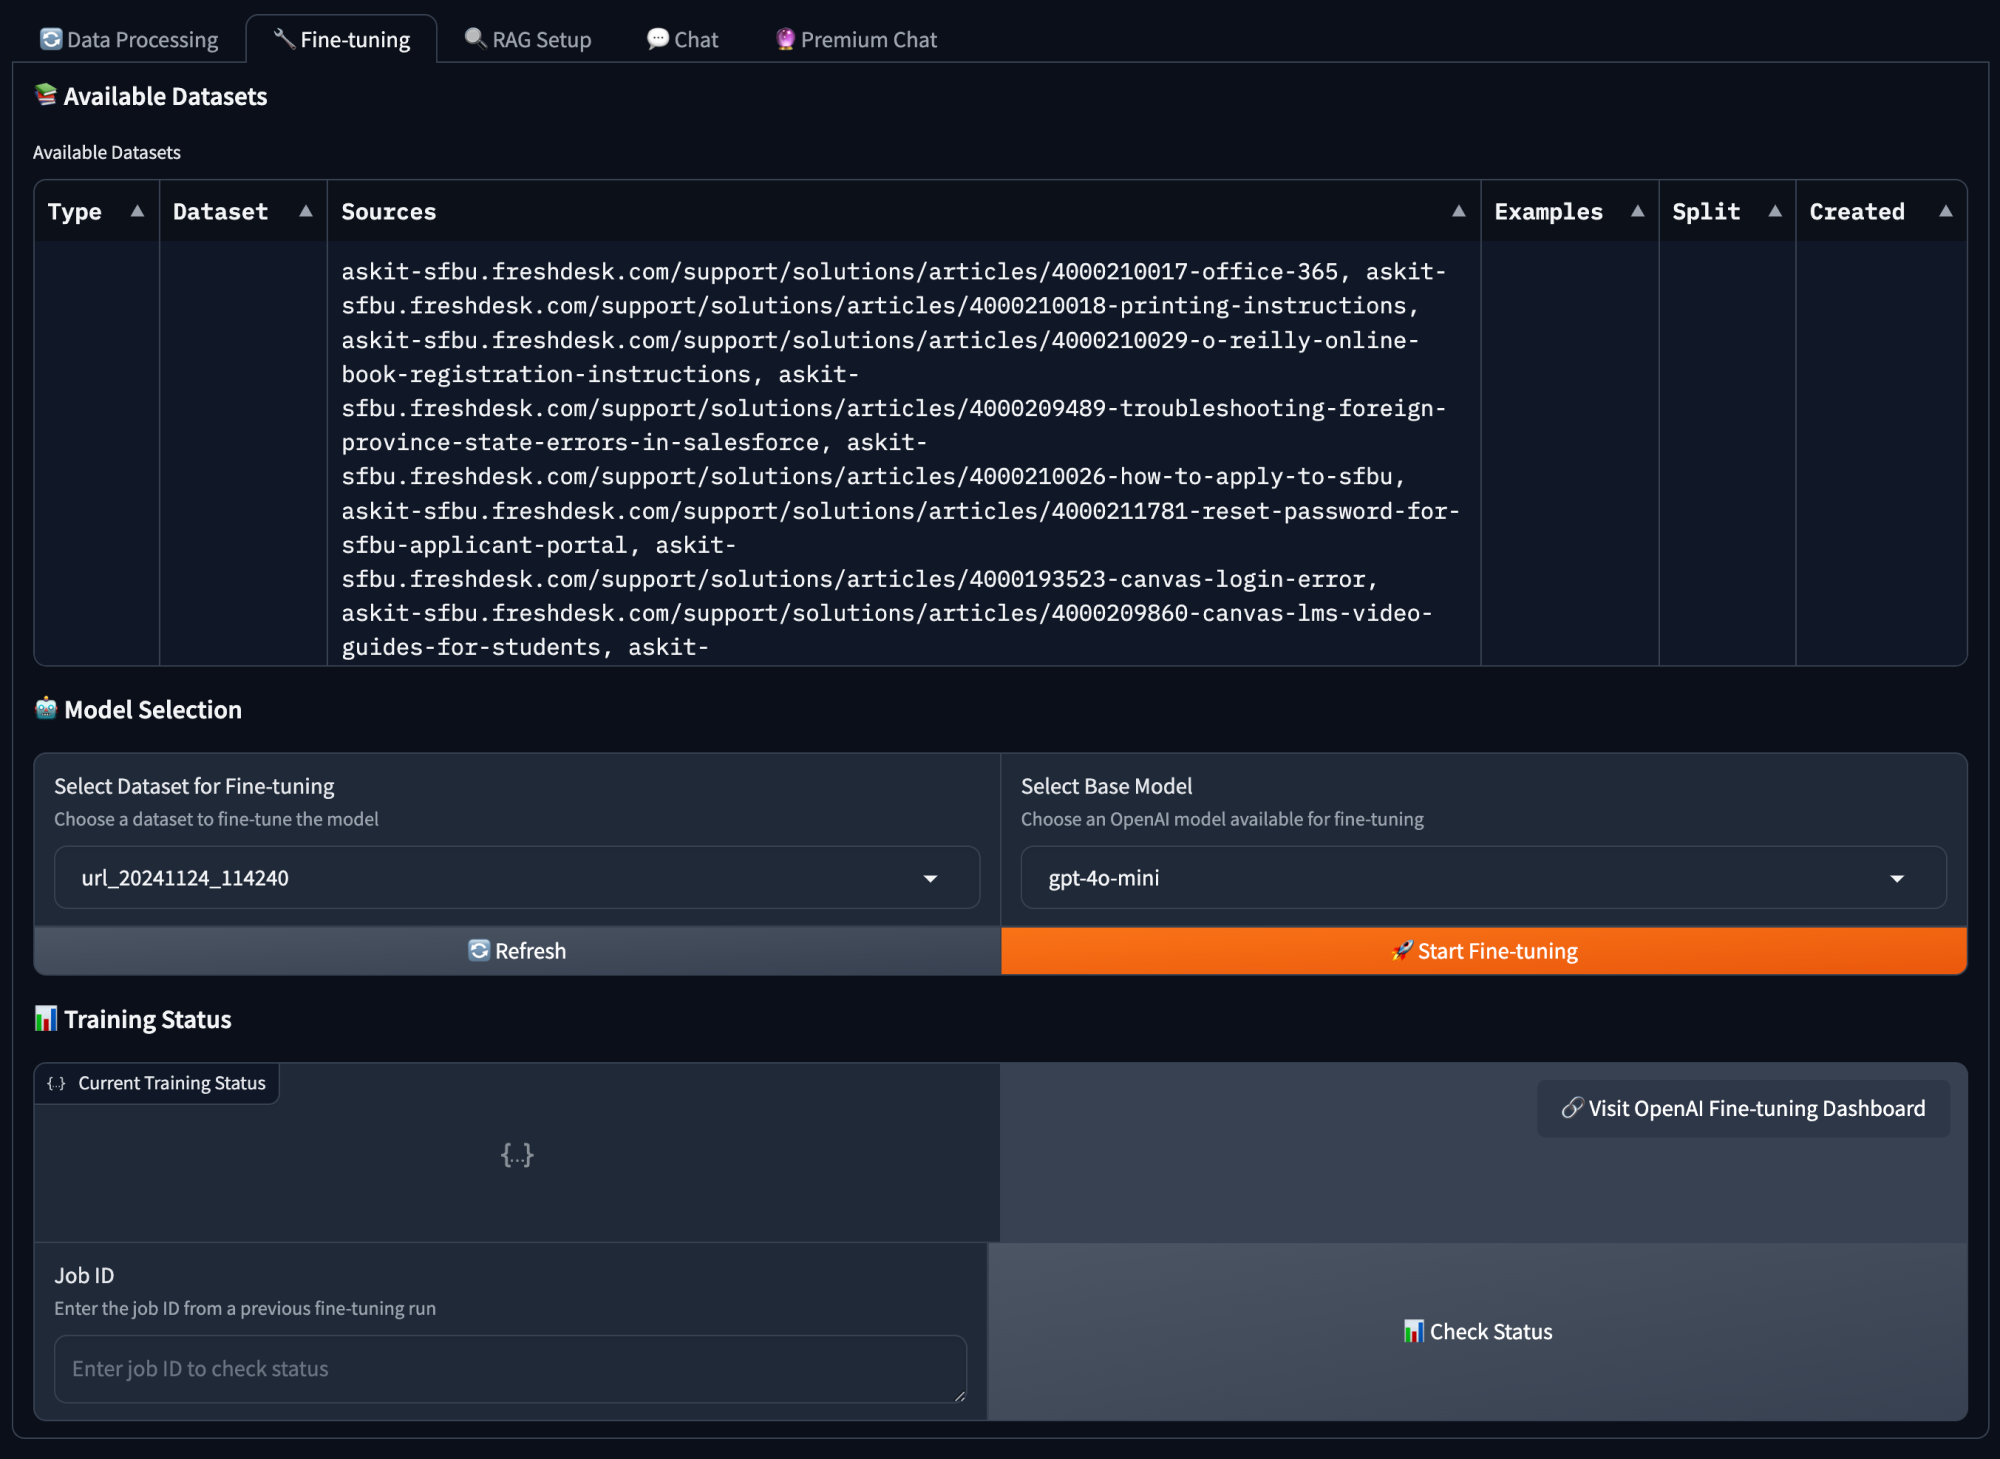 Data Processing
Fine-tuning
RAG Setup
Chat
Premium Chat
Available Datasets
Available Datasets
Type
Dataset
Sources
Examples
Split
Created
askit-sfbu.freshdesk.com/support/solutions/articles/4000210017-office-365, askit-
sfbu.freshdesk.com/support/solutions/articles/4000210018-printing-instructions,
askit-sfbu.freshdesk.com/support/solutions/articles/4000210029-o-reilly-online-
book-registration-instructions, askit-
sfbu.freshdesk.com/support/solutions/articles/4000209489-troubleshooting-foreign-
province-state-errors-in-salesforce, askit-
sfbu.freshdesk.com/support/solutions/articles/4000210026-how-to-apply-to-sfbu,
askit-sfbu.freshdesk.com/support/solutions/articles/4000211781-reset-password-for-
sfbu-applicant-portal, askit-
sfbu.freshdesk.com/support/solutions/articles/4000193523-canvas-login-error,
askit-sfbu.freshdesk.com/support/solutions/articles/4000209860-canvas-lms-video-
guides-for-students, askit-
Model Selection
Select Dataset for Fine-tuning
Choose a dataset to fine-tune the model
url_20241124_114240
Select Base Model
Choose an OpenAI model available for fine-tuning
gpt-4o-mini
Refresh
Start Fine-tuning
Training Status
{..} Current Training Status
{...}
Visit OpenAI Fine-tuning Dashboard
Job ID
Enter the job ID from a previous fine-tuning run
Enter job ID to check status
Check Status